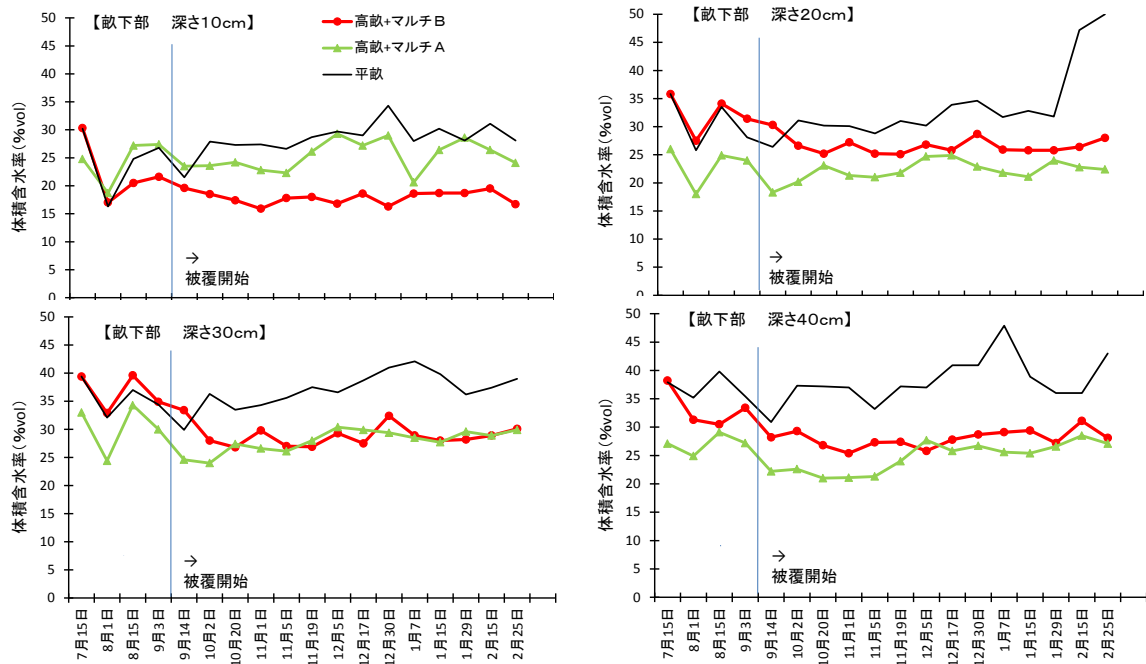 【畝下部 深さ10cm】
高畝+マルチB
高畝+マルチA
平畝
体積含水率(%vol)
50
45
40
35
30
25
20
15
10
5
0
→
被覆開始
【畝下部 深さ20cm】
体積含水率(%vol)
50
45
40
35
30
25
20
15
10
5
0
→
被覆開始
【畝下部 深さ30cm】
体積含水率(%vol)
50
45
40
35
30
25
20
15
10
5
0
→
被覆開始
7月15日
8月1日
8月15日
9月3日
9月14日
10月2日
10月20日
11月1日
11月5日
11月19日
12月5日
12月17日
12月30日
1月7日
1月15日
1月29日
2月15日
2月25日
【畝下部 深さ40cm】
体積含水率(%vol)
50
45
40
35
30
25
20
15
10
5
0
→
被覆開始
7月15日
8月1日
8月15日
9月3日
9月14日
10月2日
10月20日
11月1日
11月5日
11月19日
12月5日
12月17日
12月30日
1月7日
1月15日
1月29日
2月15日
2月25日